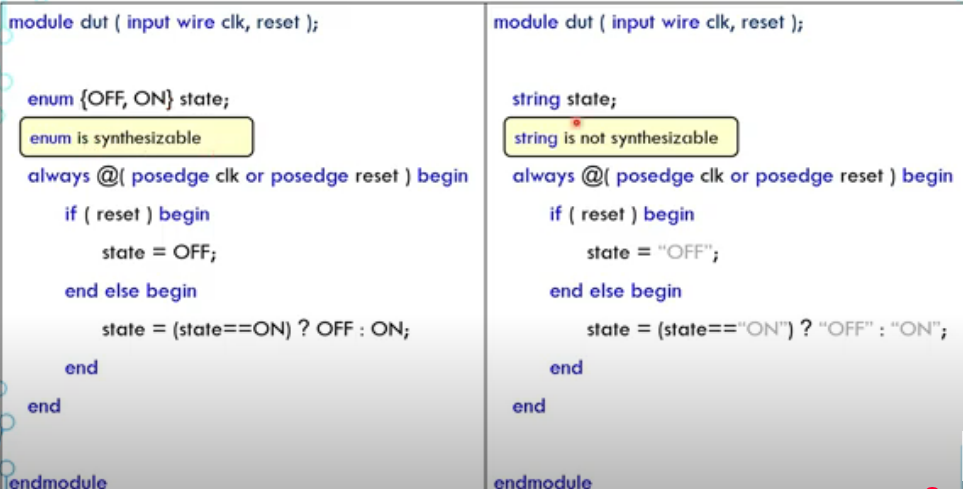 module dut ( input wire clk, reset );
enum {OFF, ON} state;
enum is synthesizable
always @( posedge clk or posedge reset ) begin
if ( reset ) begin
state = OFF;
end else begin
state = (state==ON) ? OFF : ON;
end
end
endmodule
module dut ( input wire clk, reset );
string state;
string is not synthesizable
always @( posedge clk or posedge reset ) begin
if ( reset ) begin
state = “OFF”;
end else begin
state = (state==“ON”) ? “OFF” : “ON”;
end
end
endmodule